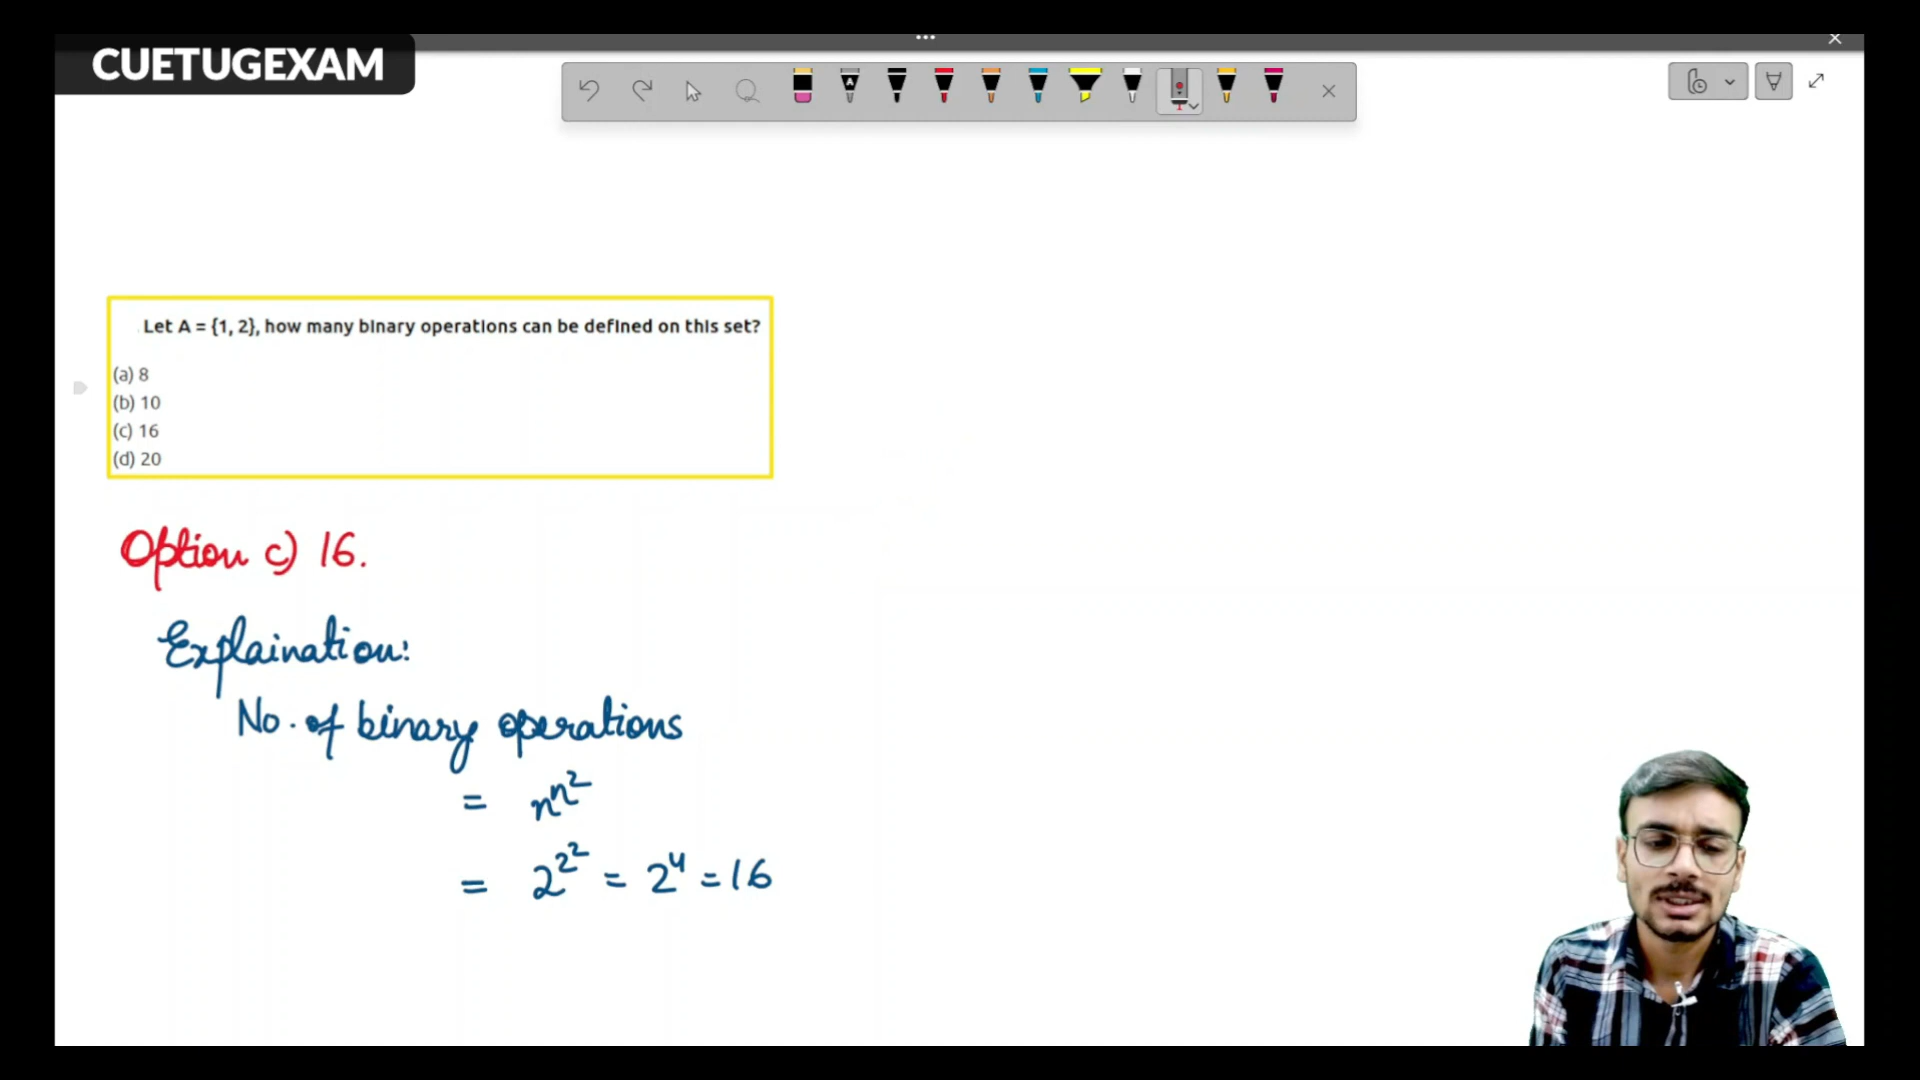 CUETUGEXAM
Let A = {1, 2}, how many binary operations can be defined on this set?
(a) 8
(b) 10
(c) 16
(d) 20
Option c) 16.
Explaination:
No. of binary operations
= n^n^2
= 2^2^2 = 2^4 = 16